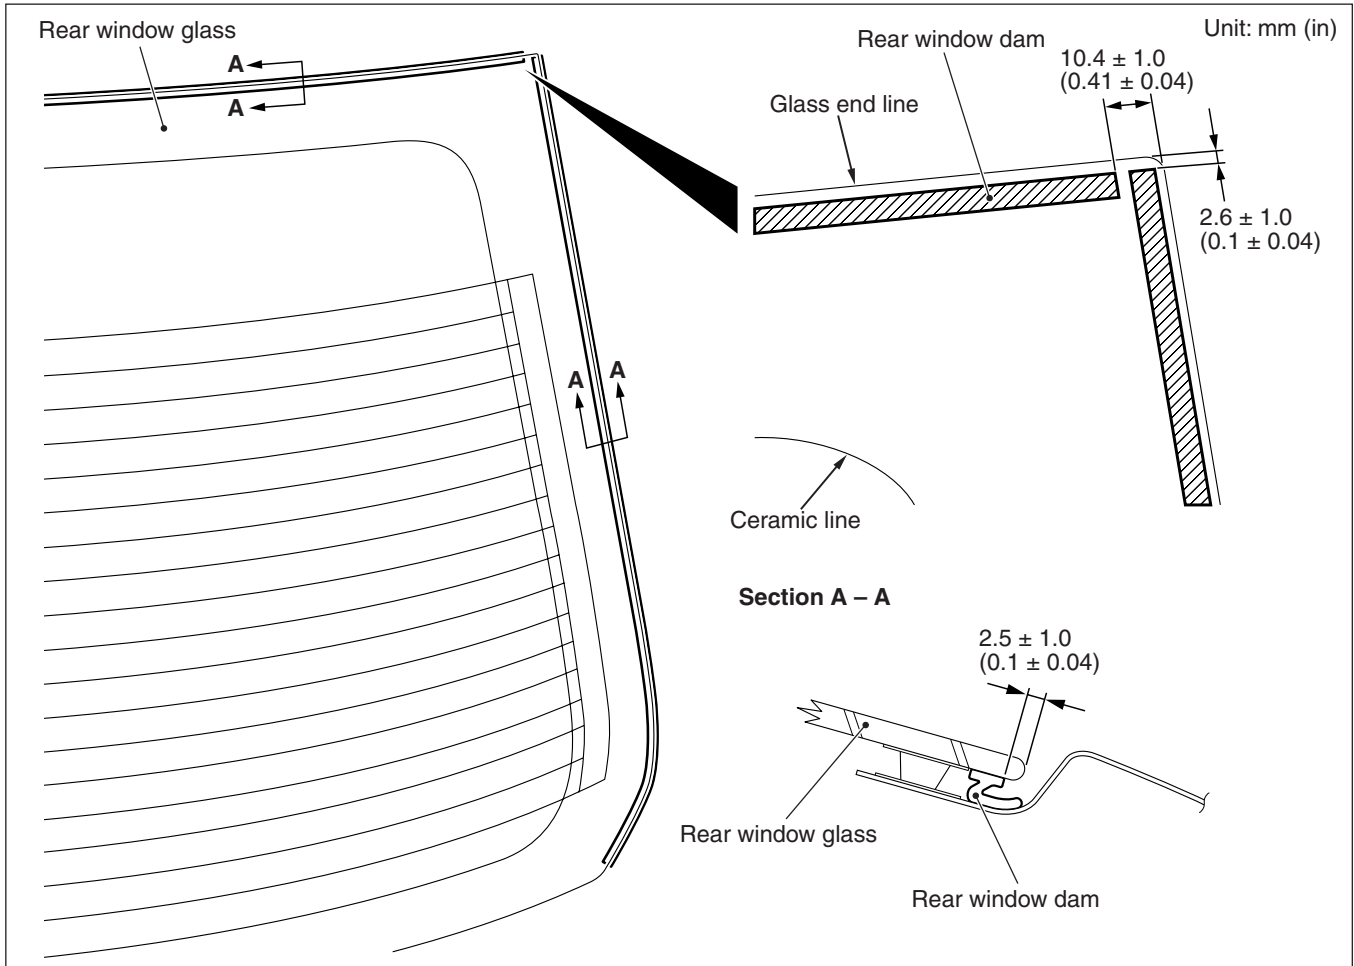 Rear window glass
A
A
Rear window dam
Unit: mm (in)
10.4 ± 1.0
(0.41 ± 0.04)
Glass end line
2.6 ± 1.0
(0.1 ± 0.04)
A
A
Ceramic line
Section A – A
2.5 ± 1.0
(0.1 ± 0.04)
Rear window glass
Rear window dam